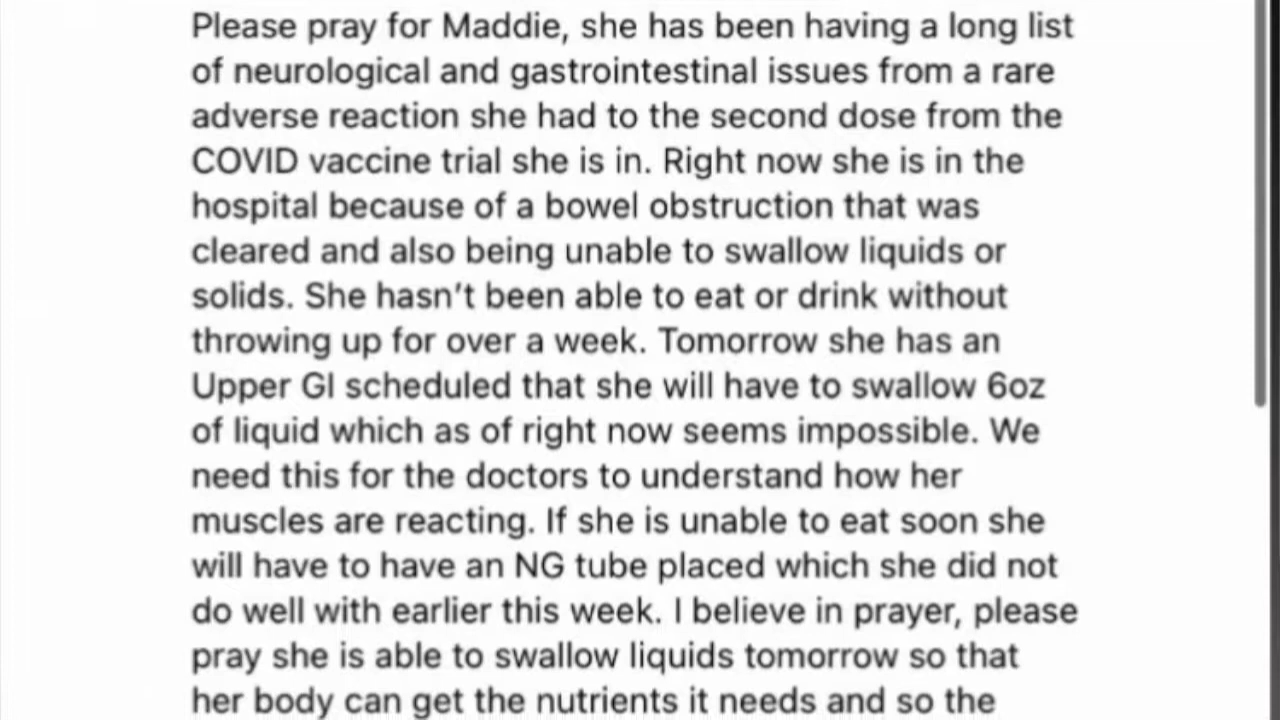 Please pray for Maddie, she has been having a long list
of neurological and gastrointestinal issues from a rare
adverse reaction she had to the second dose from the
COVID vaccine trial she is in. Right now she is in the
hospital because of a bowel obstruction that was
cleared and also being unable to swallow liquids or
solids. She hasn’t been able to eat or drink without
throwing up for over a week. Tomorrow she has an
Upper GI scheduled that she will have to swallow 6oz
of liquid which as of right now seems impossible. We
need this for the doctors to understand how her
muscles are reacting. If she is unable to eat soon she
will have to have an NG tube placed which she did not
do well with earlier this week. I believe in prayer, please
pray she is able to swallow liquids tomorrow so that
her body can get the nutrients it needs and so the